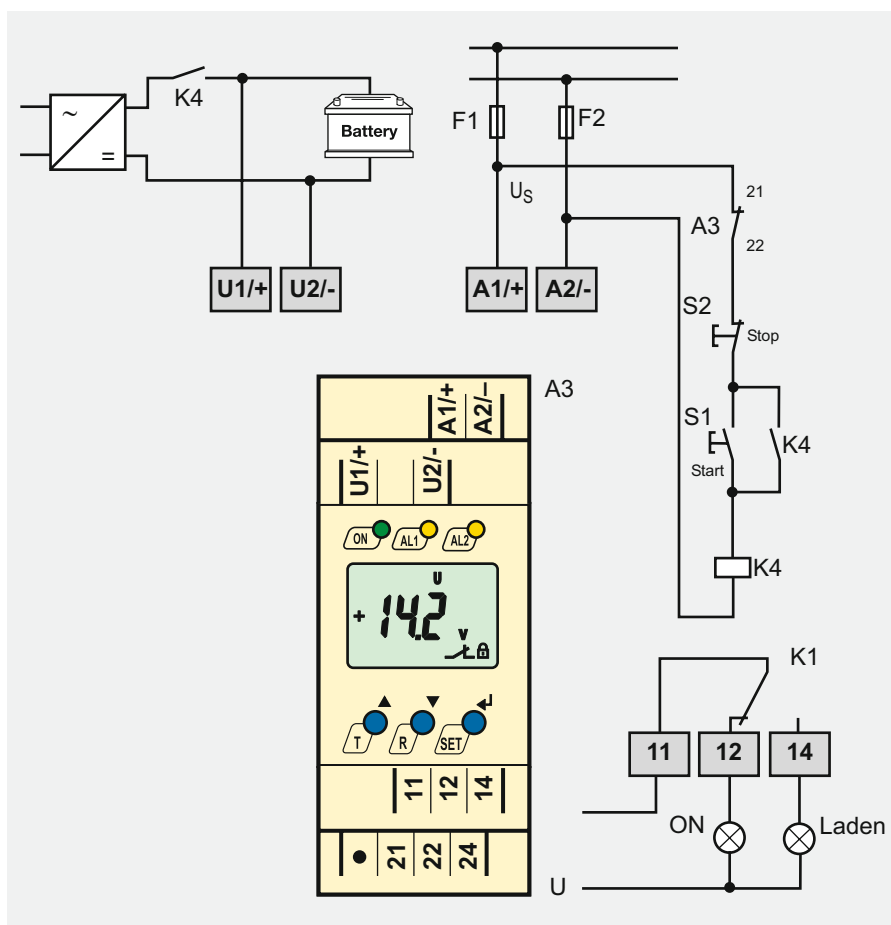 K4
~
=
Battery
U1/+ U2/-
F1 F2
U_S
A1/+ A2/-
21
A3
22
S2
Stop
S1
Start
K4
K4
A3
A1/+ A2/–
U1/+ U2/-
ON AL1 AL2
U
+ 14.2
V
T R SET
11 12 14
21 22 24
K1
11 12 14
ON Laden
U